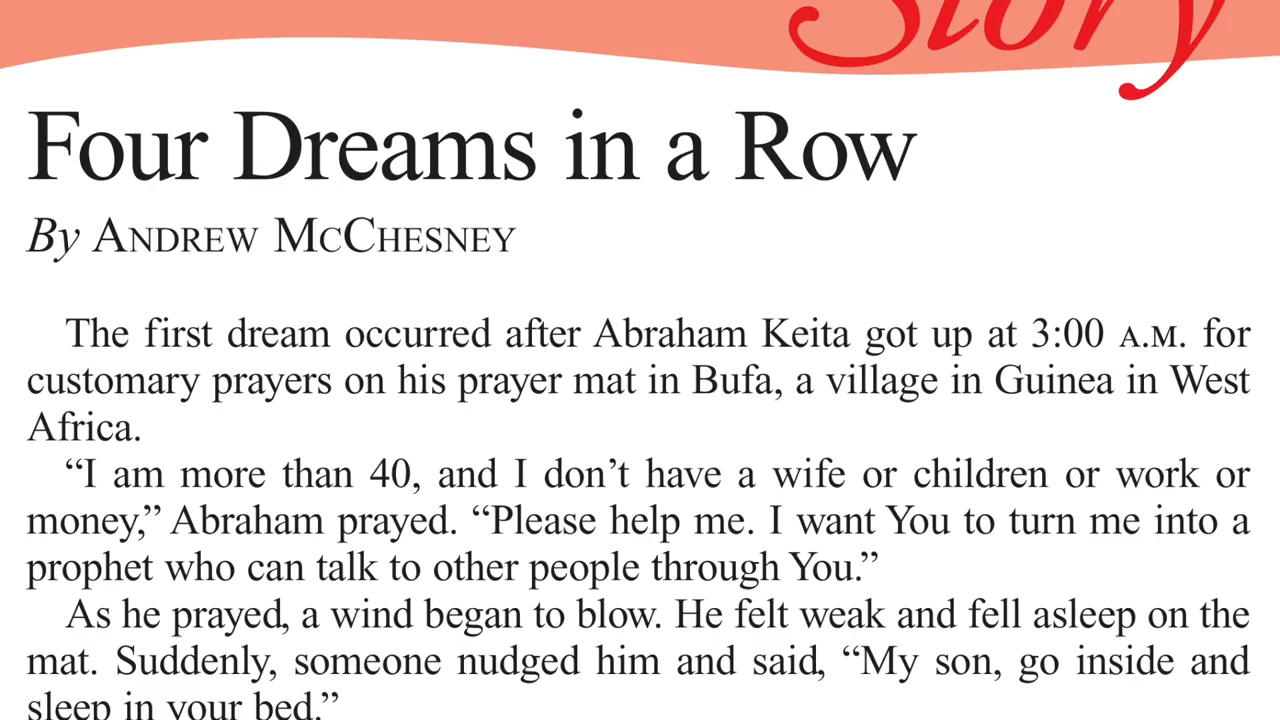 Story
Four Dreams in a Row
By ANDREW MCCHESNEY
The first dream occurred after Abraham Keita got up at 3:00 A.M. for
customary prayers on his prayer mat in Bufa, a village in Guinea in West
Africa.
“I am more than 40, and I don’t have a wife or children or work or
money,” Abraham prayed. “Please help me. I want You to turn me into a
prophet who can talk to other people through You.”
As he prayed, a wind began to blow. He felt weak and fell asleep on the
mat. Suddenly, someone nudged him and said, “My son, go inside and
sleep in your bed.”